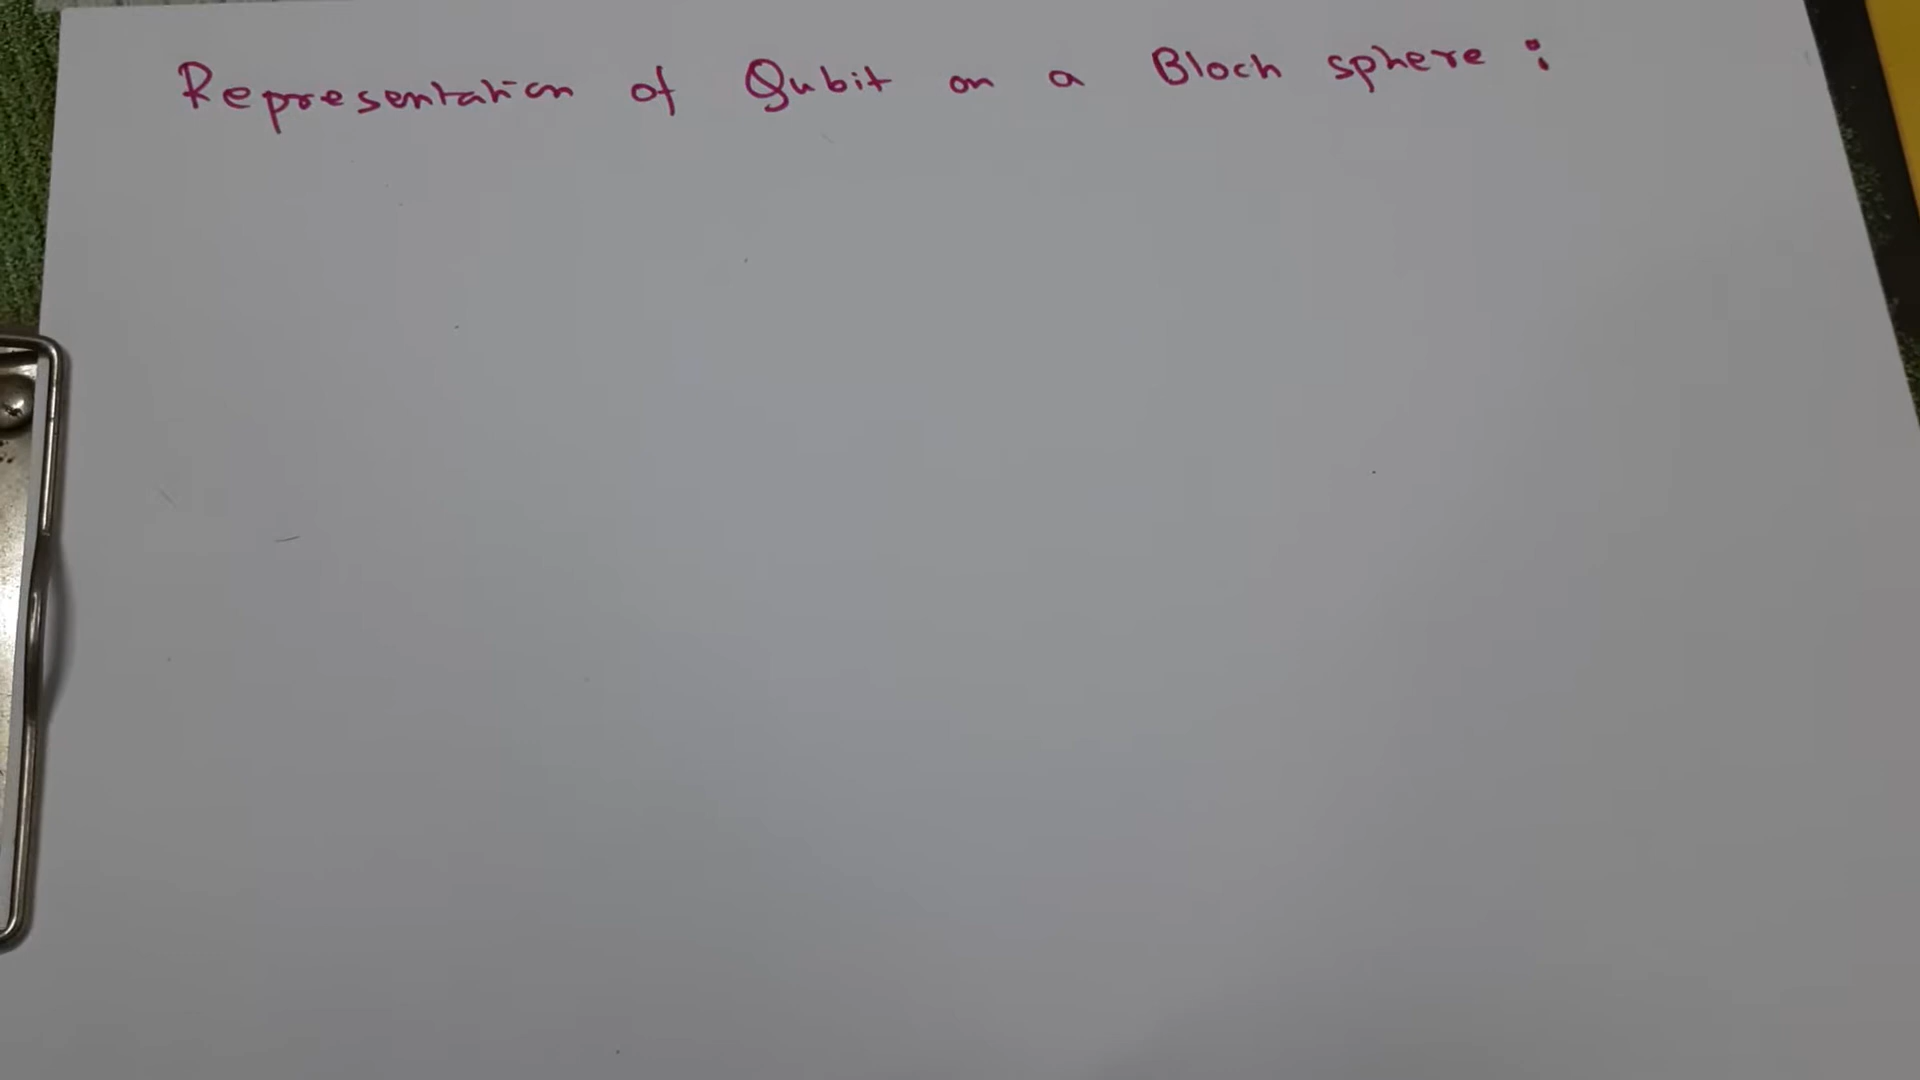 Representation of Qubit on a Bloch sphere :